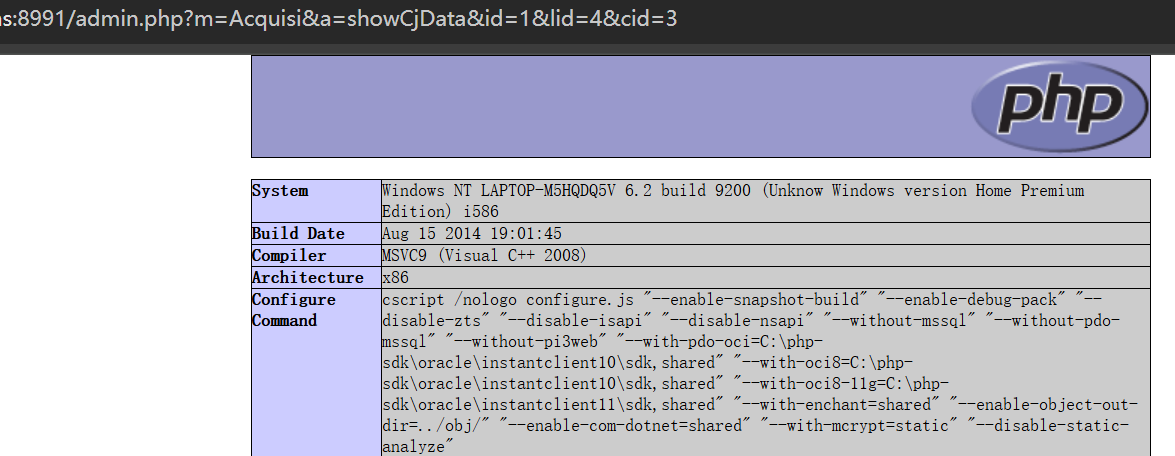 ns:8991/admin.php?m=Acquisi&a=showCjData&id=1&lid=4&cid=3
php
System Windows NT LAPTOP-M5HQDQ5V 6.2 build 9200 (Unknow Windows version Home Premium
Edition) i586
Build Date Aug 15 2014 19:01:45
Compiler MSVC9 (Visual C++ 2008)
Architecture x86
Configure cscript /nologo configure.js "--enable-snapshot-build" "--enable-debug-pack" "--
Command disable-zts" "--disable-isapi" "--disable-nsapi" "--without-mssql" "--without-pdo-
mssql" "--without-pi3web" "--with-pdo-oci=C:\php-
sdk\oracle\instantclient10\sdk,shared" "--with-oci8=C:\php-
sdk\oracle\instantclient10\sdk,shared" "--with-oci8-11g=C:\php-
sdk\oracle\instantclient11\sdk,shared" "--with-enchant=shared" "--enable-object-out-
dir=../obj/" "--enable-com-dotnet=shared" "--with-mcrypt=static" "--disable-static-
analyze"